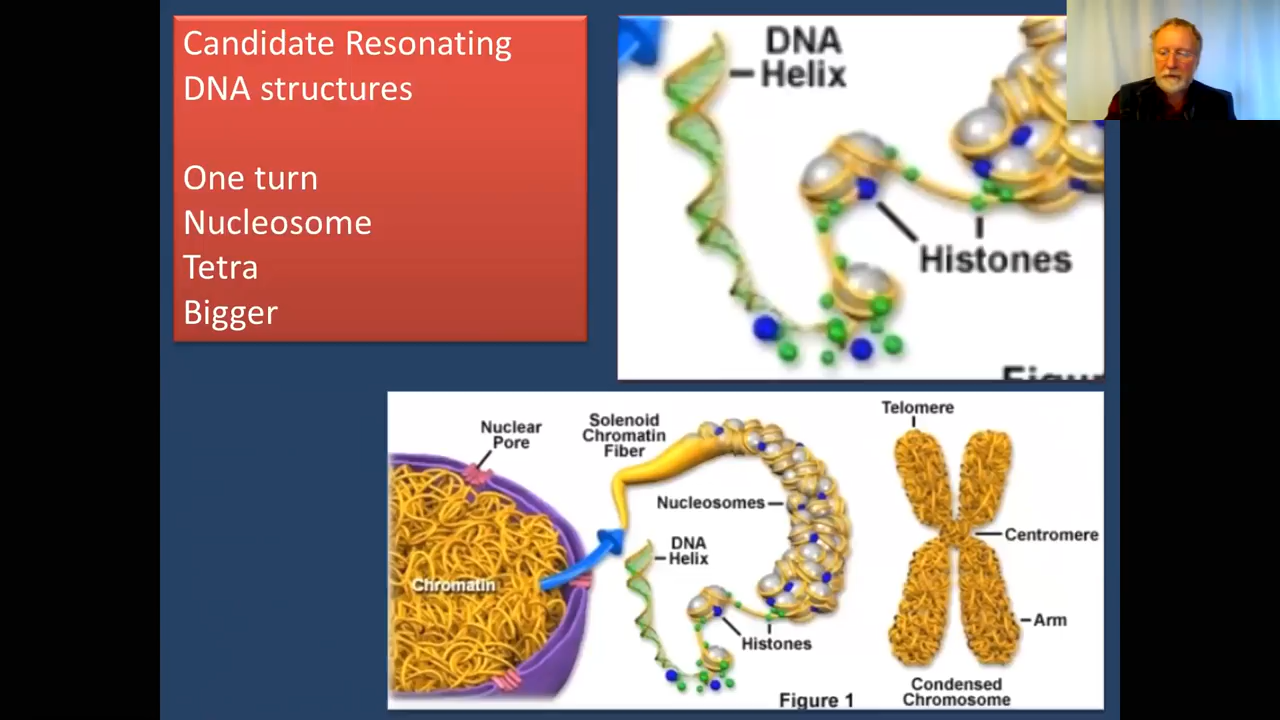 Candidate Resonating
DNA structures
One turn
Nucleosome
Tetra
Bigger
DNA
Helix
Histones
Nuclear
Pore
Solenoid
Chromatin
Fiber
Nucleosomes
DNA
Helix
Chromatin
Histones
Figure 1
Telomere
Centromere
Arm
Condensed
Chromosome